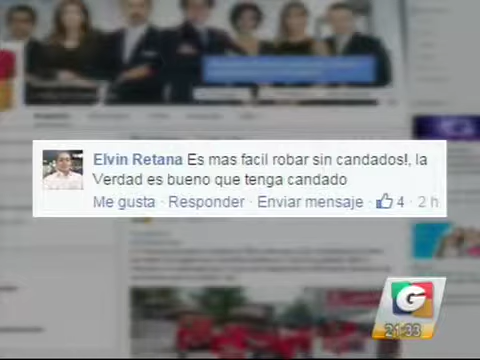 Elvin Retana Es mas facil robar sin candados!, la
Verdad es bueno que tenga candado
Me gusta · Responder · Enviar mensaje · 4 · 2 h
G
21:33